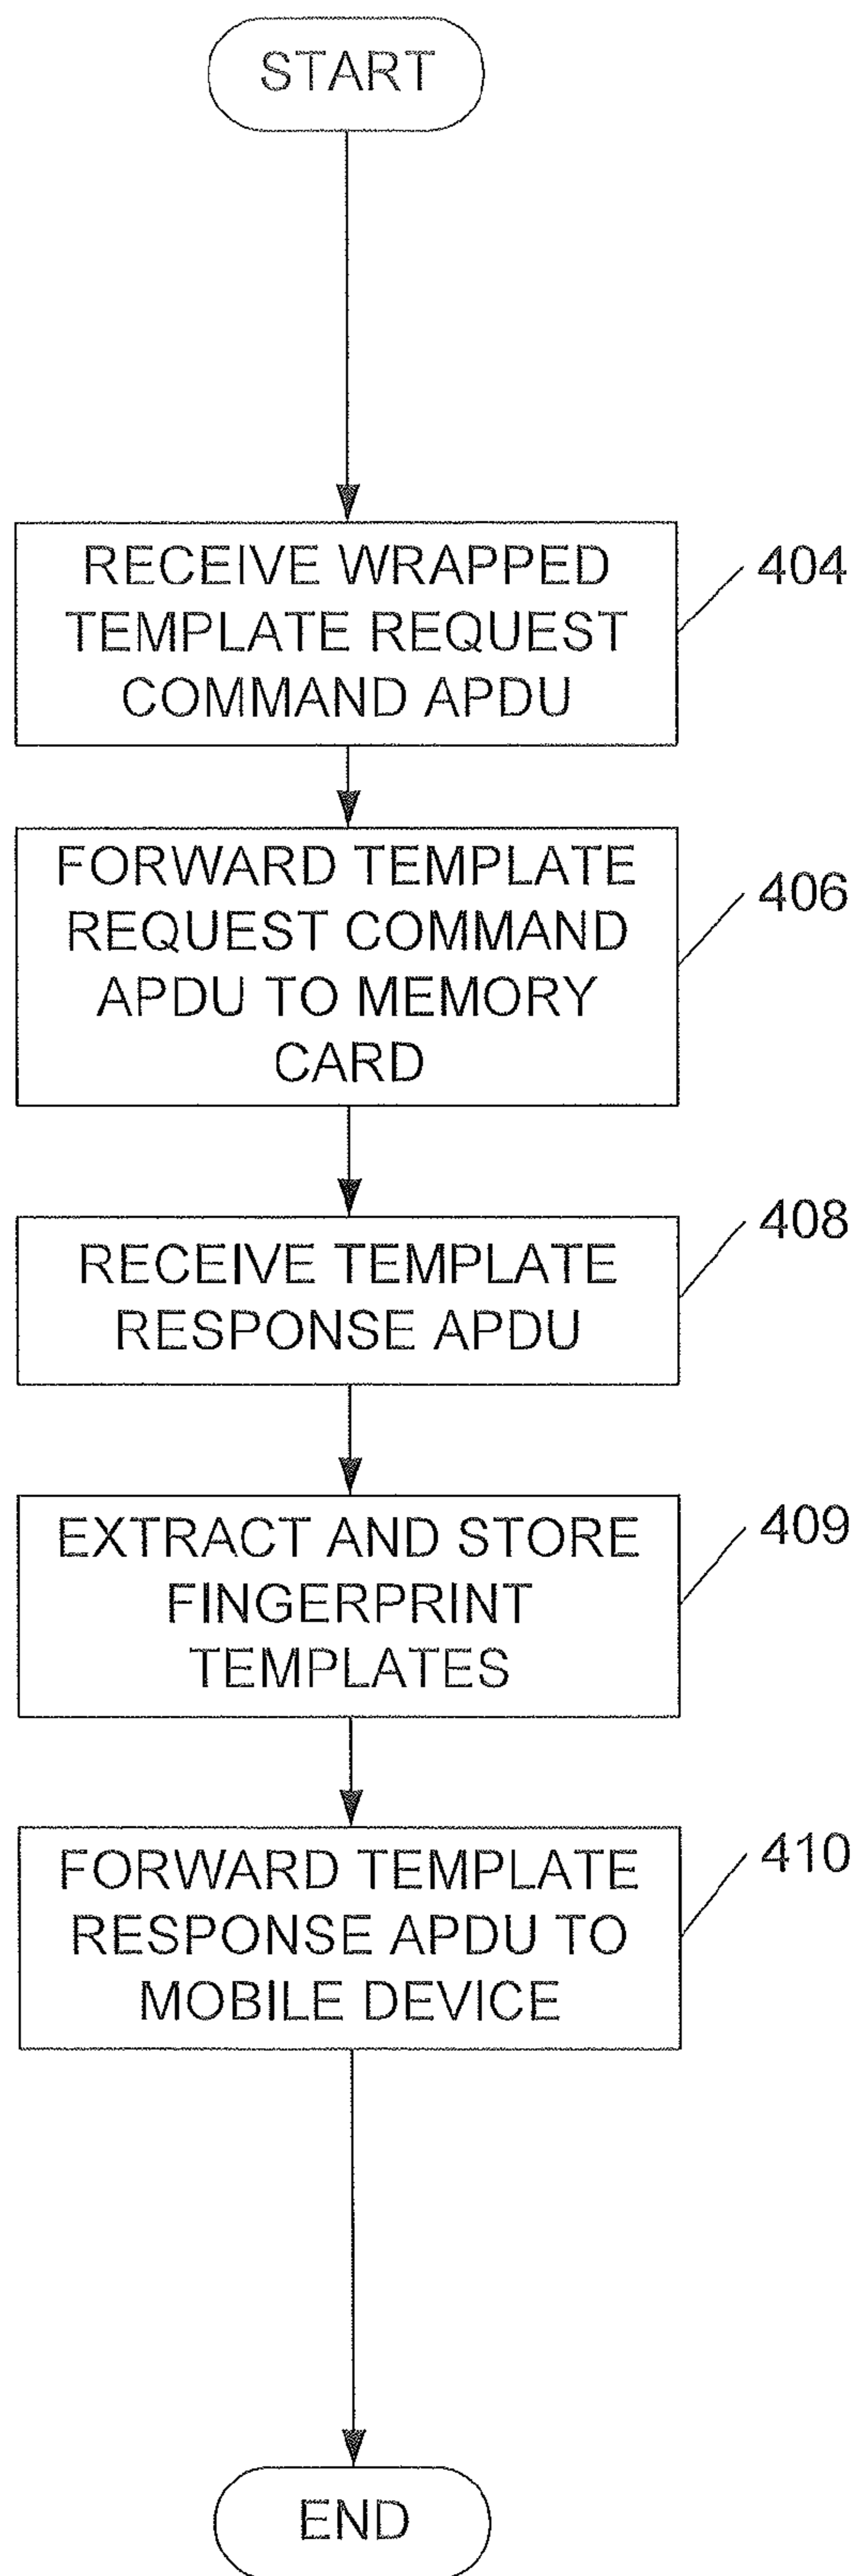 START
RECEIVE WRAPPED
TEMPLATE REQUEST
COMMAND APDU
404
FORWARD TEMPLATE
REQUEST COMMAND
APDU TO MEMORY
CARD
406
RECEIVE TEMPLATE
RESPONSE APDU
408
EXTRACT AND STORE
FINGERPRINT
TEMPLATES
409
FORWARD TEMPLATE
RESPONSE APDU TO
MOBILE DEVICE
410
END